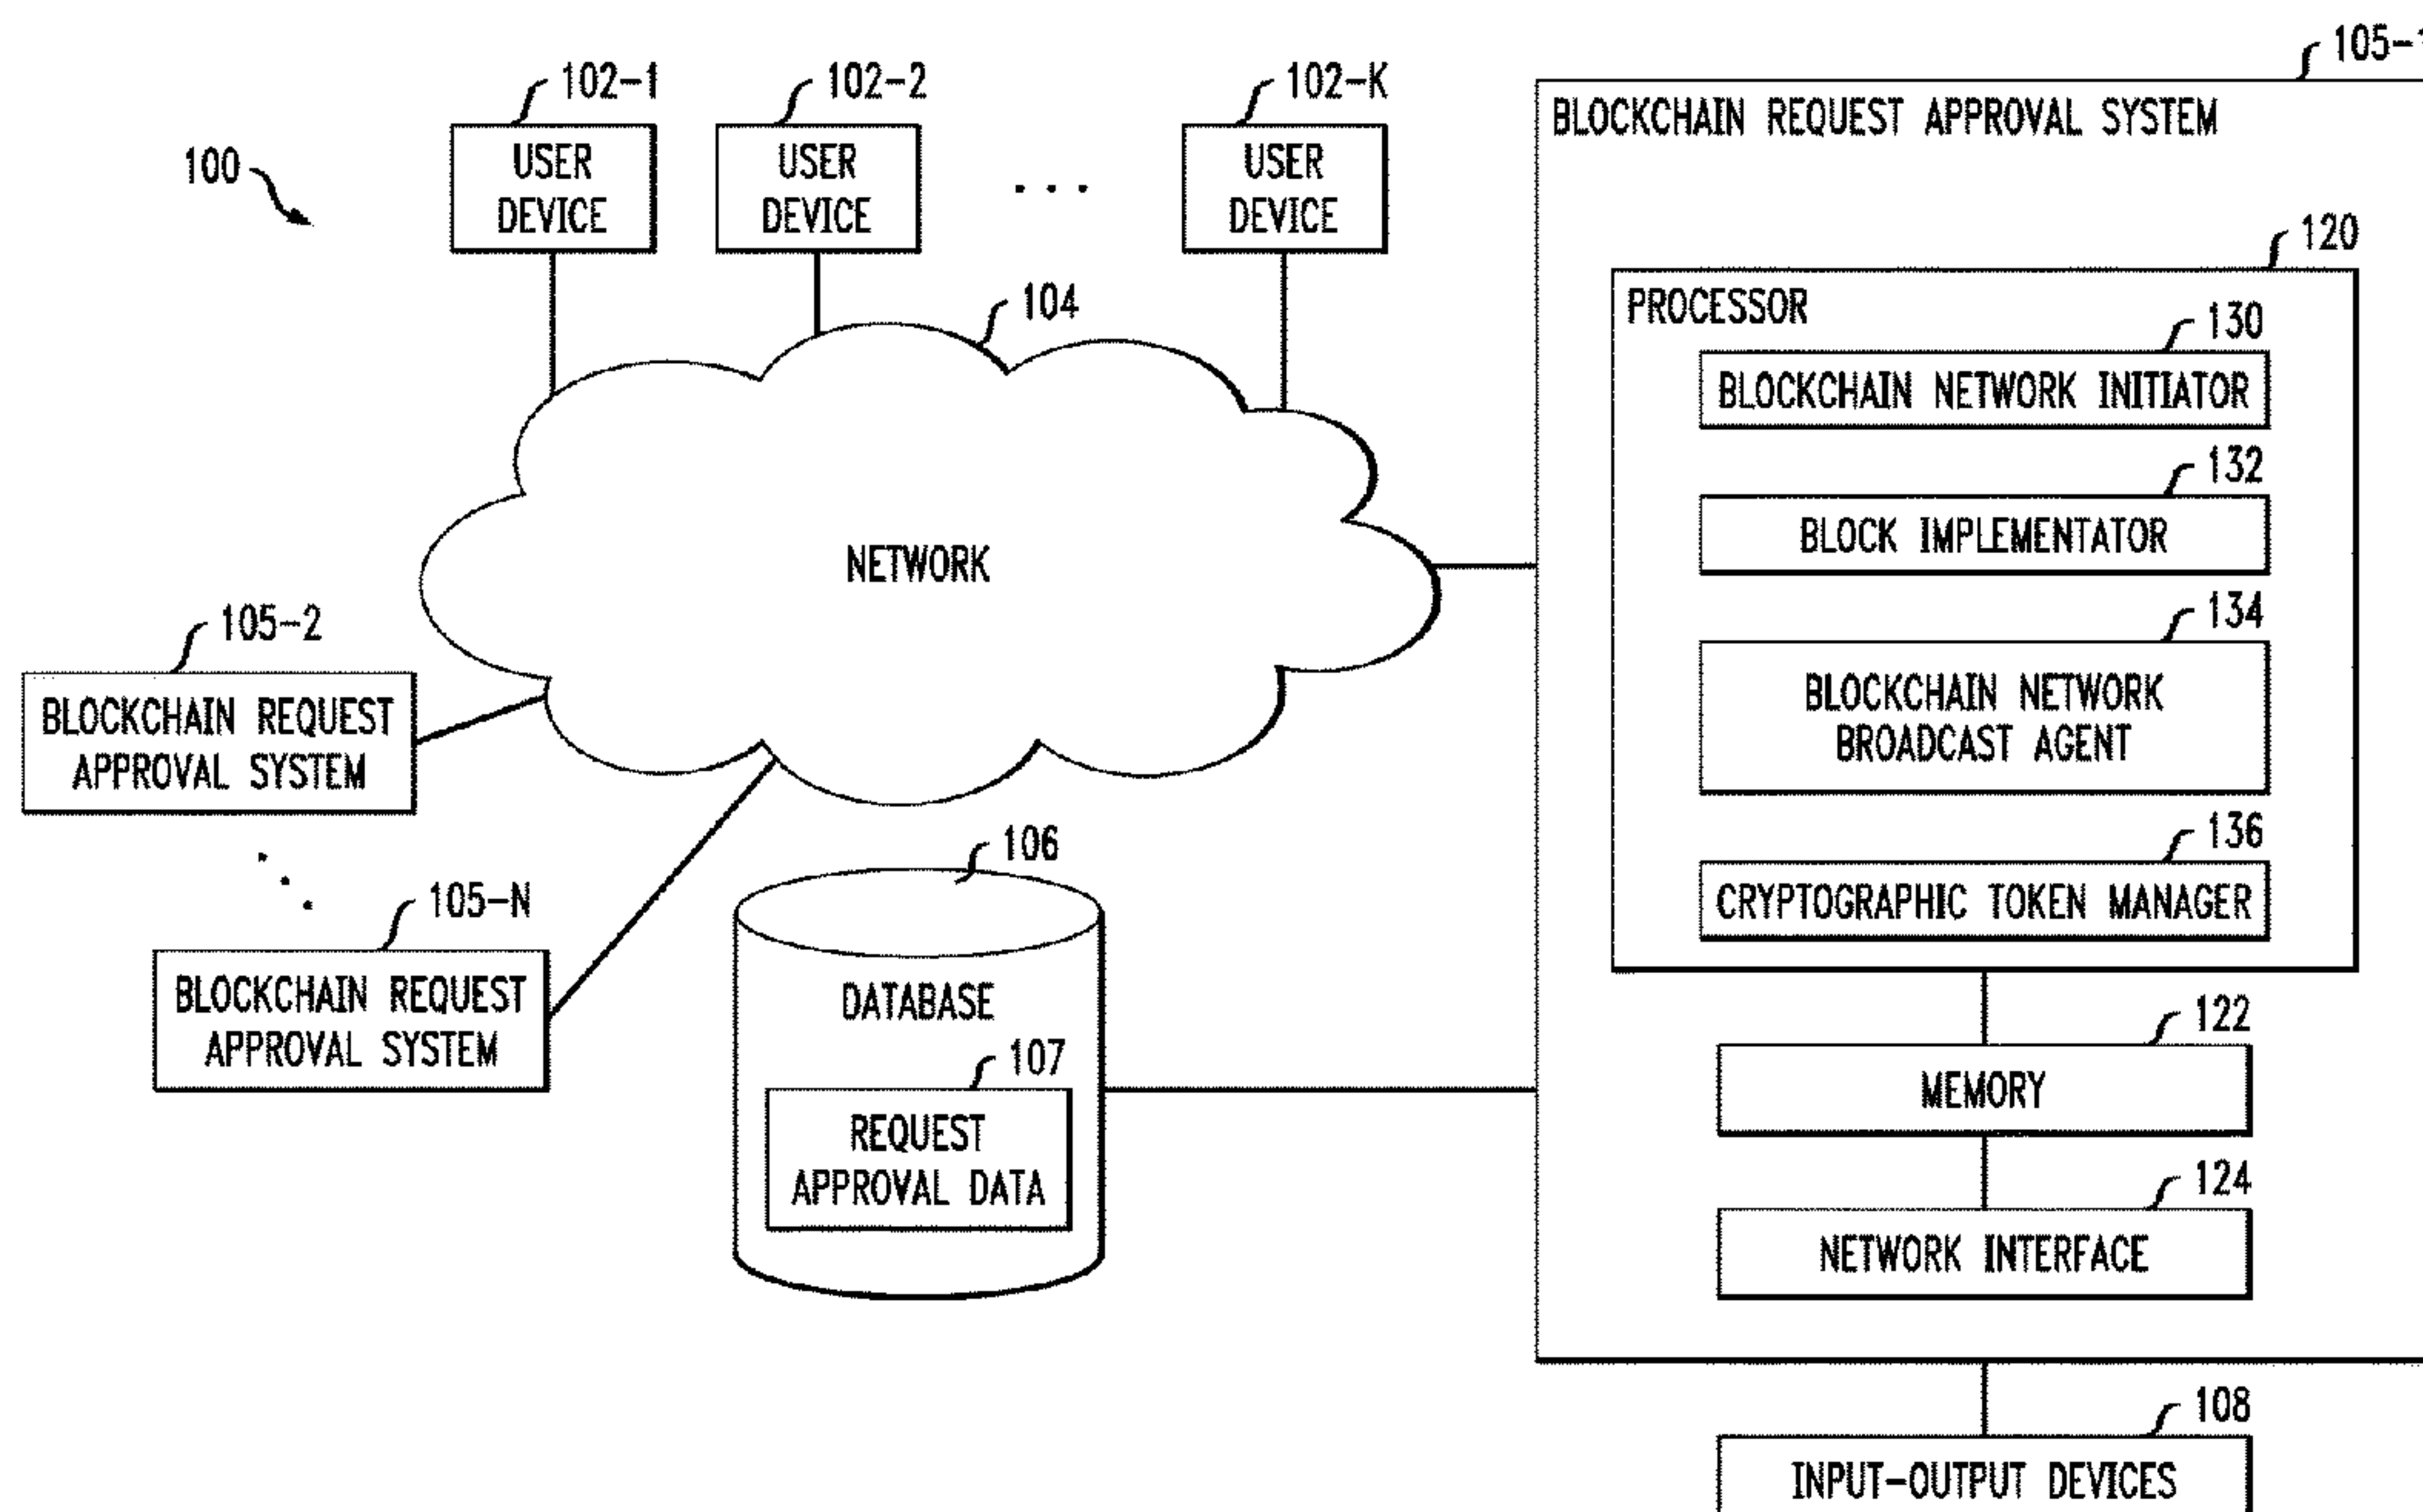 100
102-1
USER
DEVICE
102-2
USER
DEVICE
. . .
102-K
USER
DEVICE
104
NETWORK
105-2
BLOCKCHAIN REQUEST
APPROVAL SYSTEM
105-N
BLOCKCHAIN REQUEST
APPROVAL SYSTEM
106
DATABASE
107
REQUEST
APPROVAL DATA
105-1
BLOCKCHAIN REQUEST APPROVAL SYSTEM
120
PROCESSOR
130
BLOCKCHAIN NETWORK INITIATOR
132
BLOCK IMPLEMENTATOR
134
BLOCKCHAIN NETWORK
BROADCAST AGENT
136
CRYPTOGRAPHIC TOKEN MANAGER
122
MEMORY
124
NETWORK INTERFACE
108
INPUT-OUTPUT DEVICES